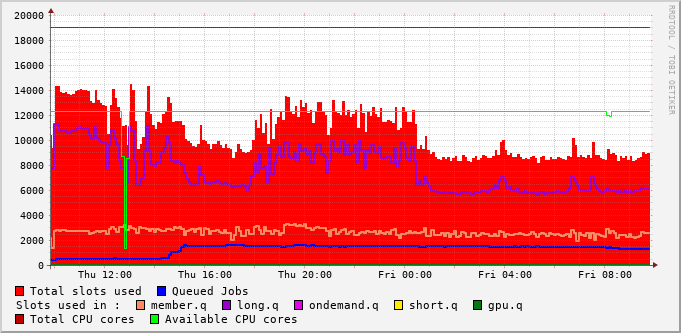 20000
18000
16000
14000
12000
10000
8000
6000
4000
2000
0
Thu 12:00 Thu 16:00 Thu 20:00 Fri 00:00 Fri 04:00 Fri 08:00
RRDTOOL / TOBI OETIKER
Total slots used Queued Jobs
Slots used in : member.q long.q ondemand.q short.q gpu.q
Total CPU cores Available CPU cores